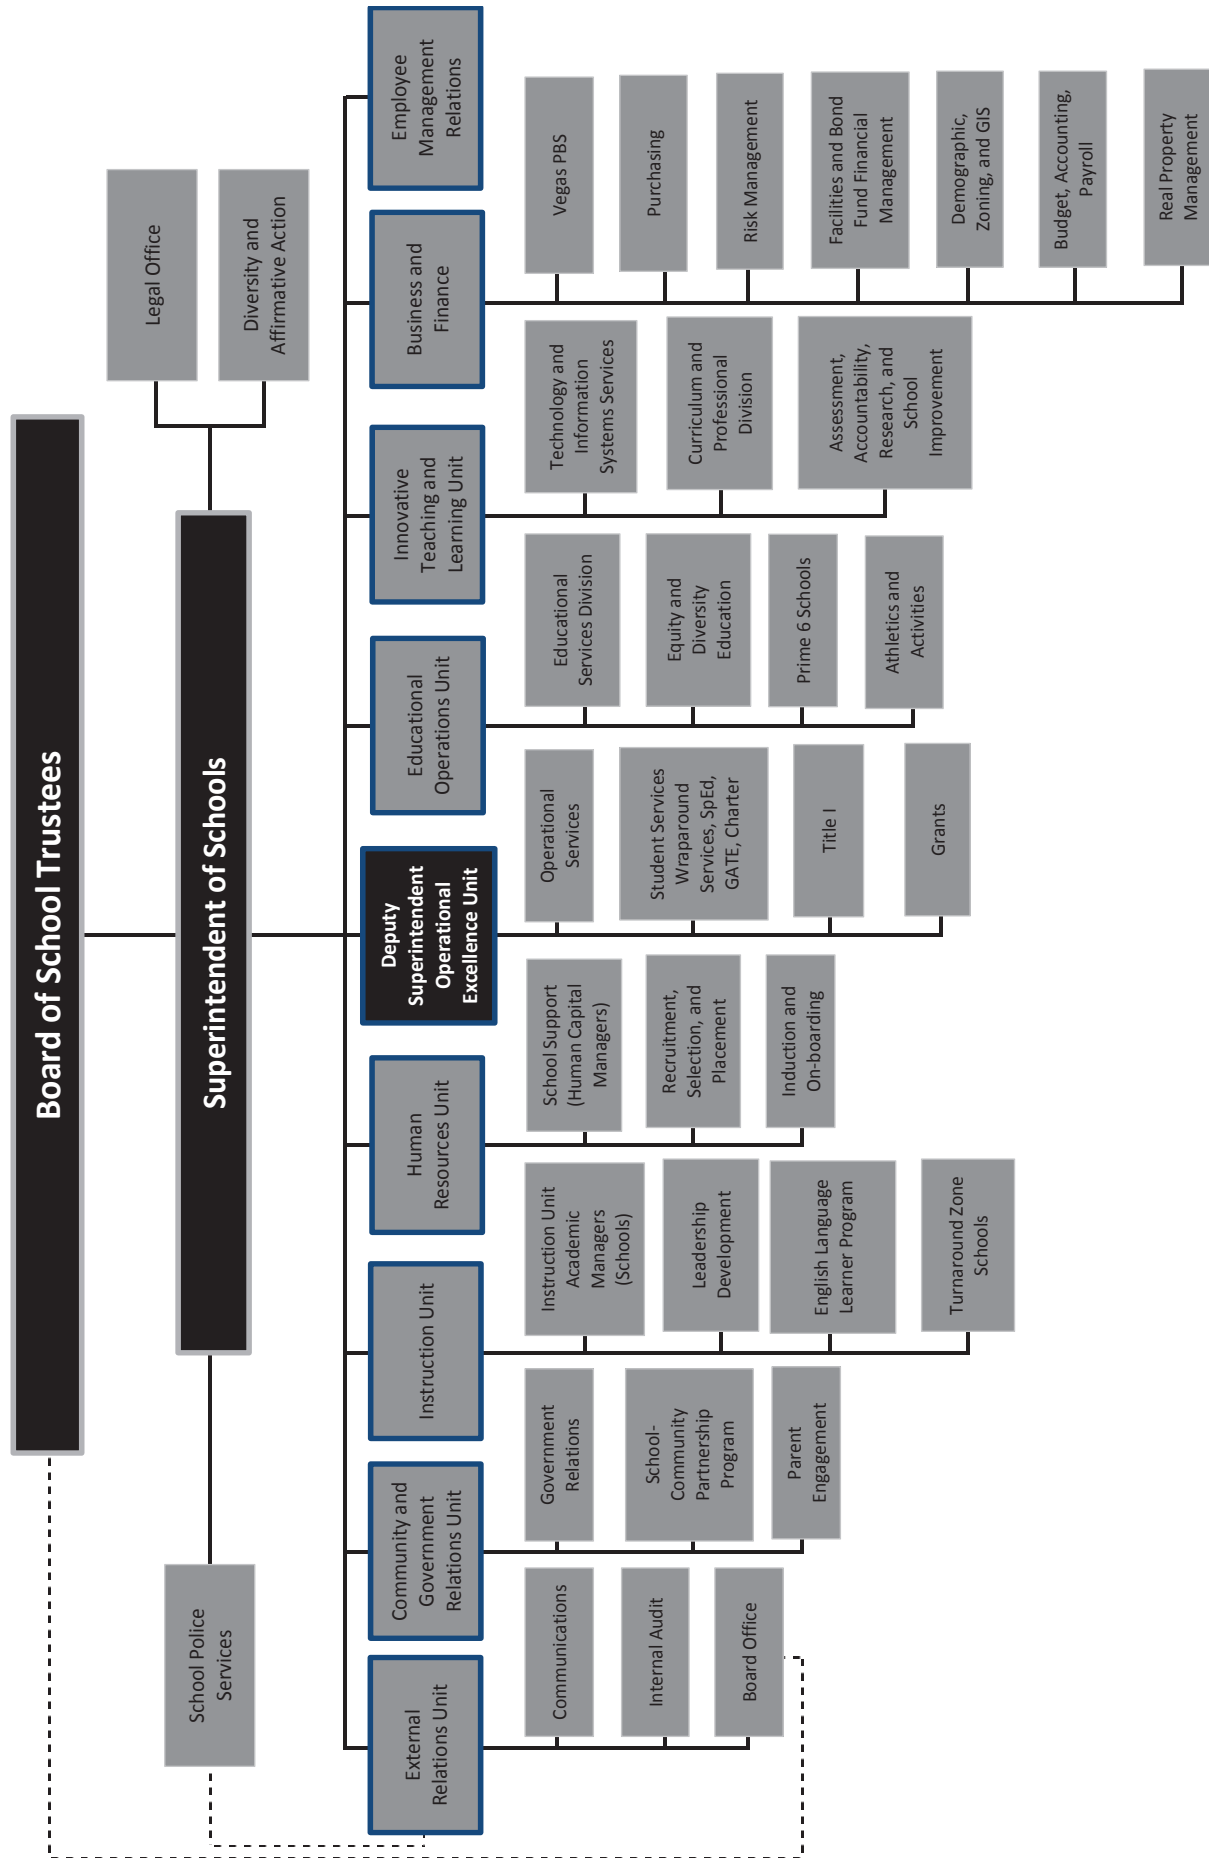 Board of School Trustees
Superintendent of Schools
School Police
Services
Legal Office
Diversity and
Affirmative Action
External
Relations Unit
Community and
Government
Relations Unit
Instruction Unit
Human
Resources Unit
Deputy
Superintendent
Operational
Excellence Unit
Educational
Operations Unit
Innovative
Teaching and
Learning Unit
Business and
Finance
Employee
Management
Relations
Communications
Internal Audit
Board Office
Government
Relations
School-
Community
Partnership
Program
Parent
Engagement
Instruction Unit
Academic
Managers
(Schools)
Leadership
Development
English Language
Learner Program
Turnaround Zone
Schools
School Support
(Human Capital
Managers)
Recruitment,
Selection, and
Placement
Induction and
On-boarding
Operational
Services
Student Services
Wraparound
Services, SpEd,
GATE, Charter
Title I
Grants
Educational
Services Division
Equity and
Diversity
Education
Prime 6 Schools
Athletics and
Activities
Technology and
Information
Systems Services
Curriculum and
Professional
Division
Assessment,
Accountability,
Research, and
School
Improvement
Vegas PBS
Purchasing
Risk Management
Facilities and Bond
Fund Financial
Management
Demographic,
Zoning, and GIS
Budget, Accounting,
Payroll
Real Property
Management